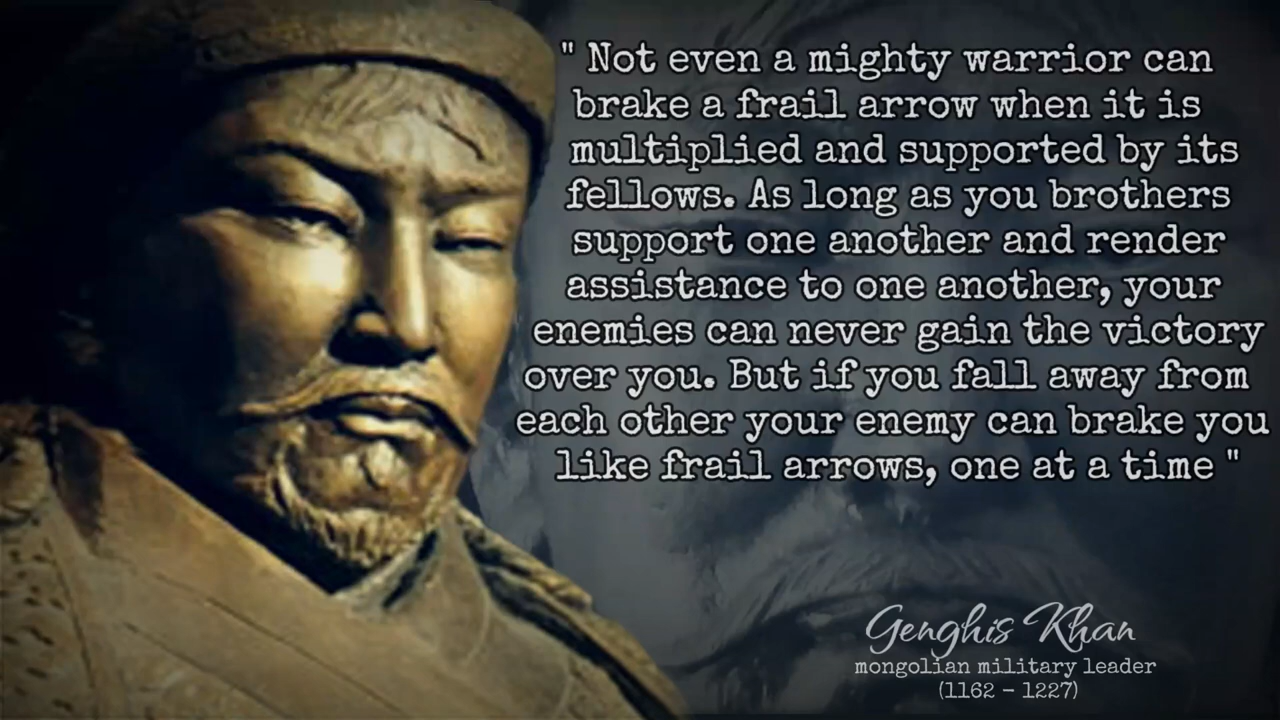 " Not even a mighty warrior can
brake a frail arrow when it is
multiplied and supported by its
fellows. As long as you brothers
support one another and render
assistance to one another, your
enemies can never gain the victory
over you. But if you fall away from
each other your enemy can brake you
like frail arrows, one at a time "
Genghis Khan
mongolian military leader
(1162 - 1227)